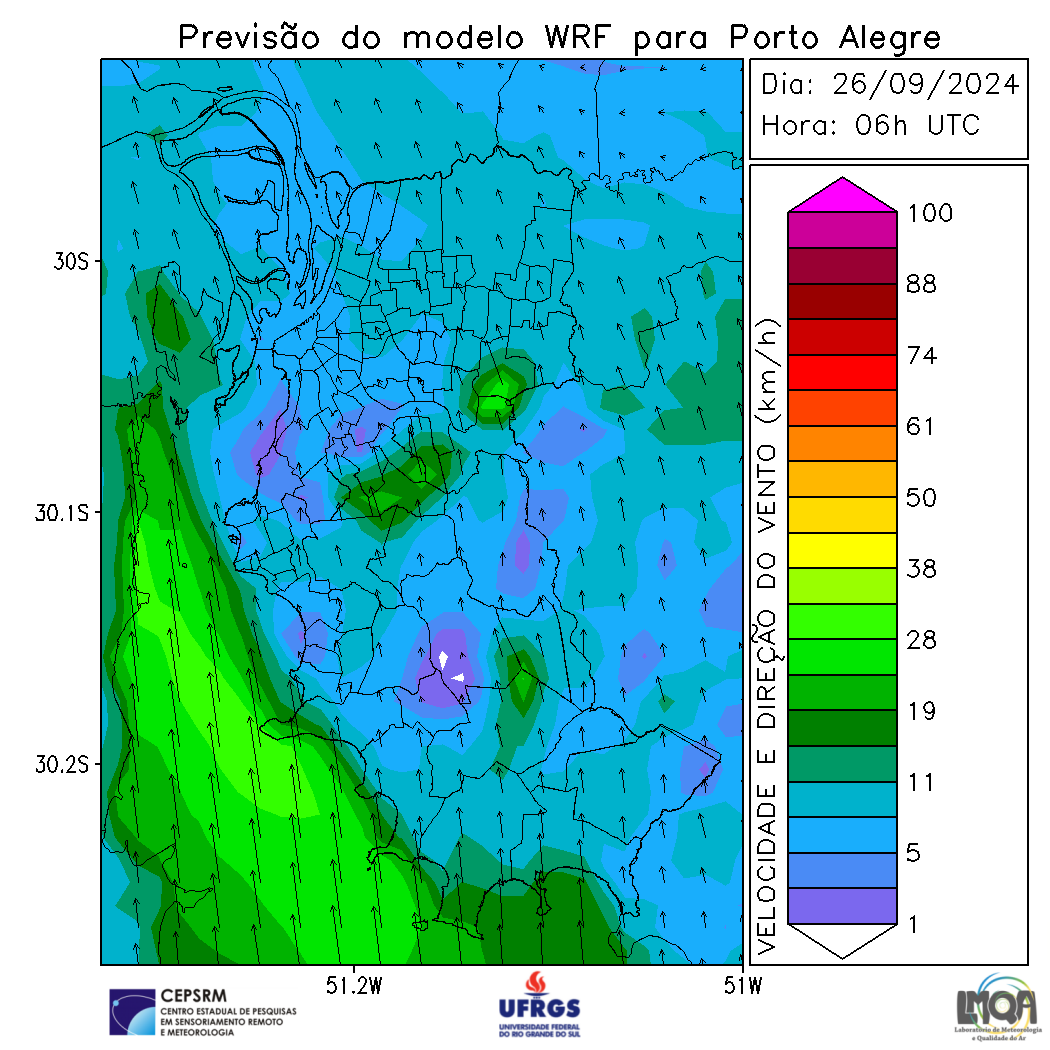 Previsão do modelo WRF para Porto Alegre
Dia: 26/09/2024
Hora: 06h UTC
30S
30.1S
30.2S
51.2W
51W
VELOCIDADE E DIREÇÃO DO VENTO (km/h)
100
88
74
61
50
38
28
19
11
5
1
CEPSRM
CENTRO ESTADUAL DE PESQUISAS
EM SENSORIAMENTO REMOTO
E METEOROLOGIA
UFRGS
UNIVERSIDADE FEDERAL
DO RIO GRANDE DO SUL
LMQA
Laboratório de Meteorologia
e Qualidade do Ar